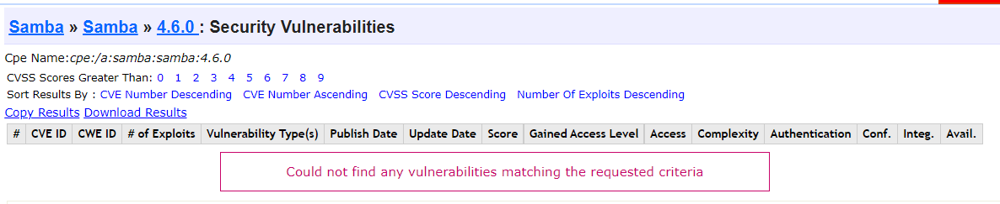 Samba » Samba » 4.6.0 : Security Vulnerabilities
Cpe Name:cpe:/a:samba:samba:4.6.0
CVSS Scores Greater Than: 0 1 2 3 4 5 6 7 8 9
Sort Results By : CVE Number Descending CVE Number Ascending CVSS Score Descending Number Of Exploits Descending
Copy Results Download Results
# CVE ID CWE ID # of Exploits Vulnerability Type(s) Publish Date Update Date Score Gained Access Level Access Complexity Authentication Conf. Integ. Avail.
Could not find any vulnerabilities matching the requested criteria